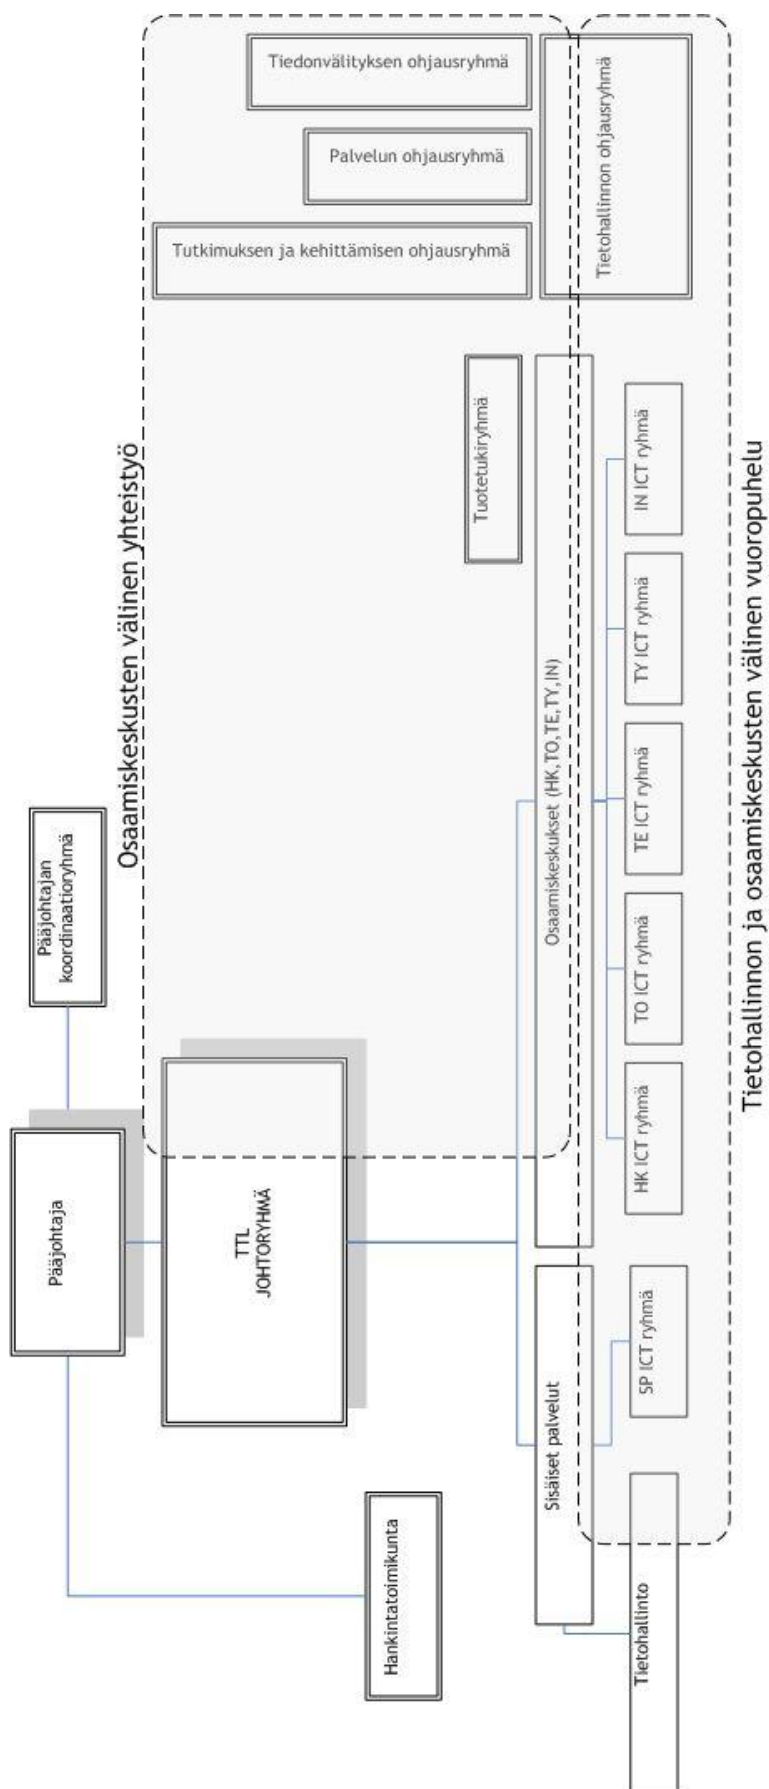 Pääjohtaja
Pääjohtajan
koordinaatioryhmä
Osaamiskeskusten välinen yhteistyö
TTL
JOHTORYHMÄ
Tutkimuksen ja kehittämisen ohjausryhmä
Palvelun ohjausryhmä
Tiedonvälityksen ohjausryhmä
Hankintatoimikunta
Tuotetukiryhmä
Sisäiset palvelut
Osaamiskeskukset (HK,TO,TE,TY,IN)
Tietohallinnon ohjausryhmä
Tietohallinto
SP ICT ryhmä
HK ICT ryhmä
TO ICT ryhmä
TE ICT ryhmä
TY ICT ryhmä
IN ICT ryhmä
Tietohallinnon ja osaamiskeskusten välinen vuoropuhelu